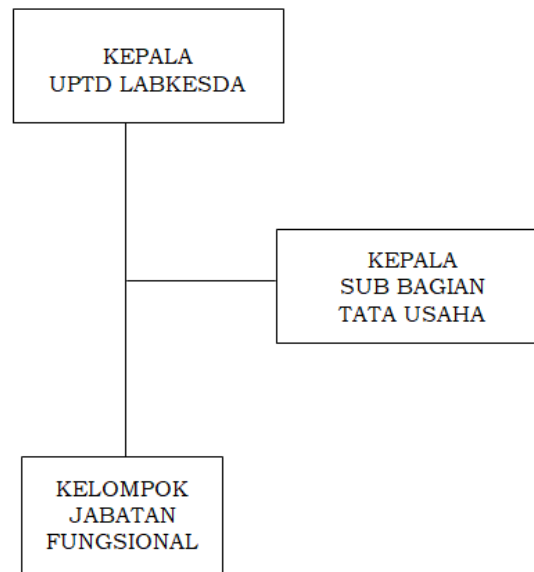 KEPALA
UPTD LABKESDA
KEPALA
SUB BAGIAN
TATA USAHA
KELOMPOK
JABATAN
FUNGSIONAL